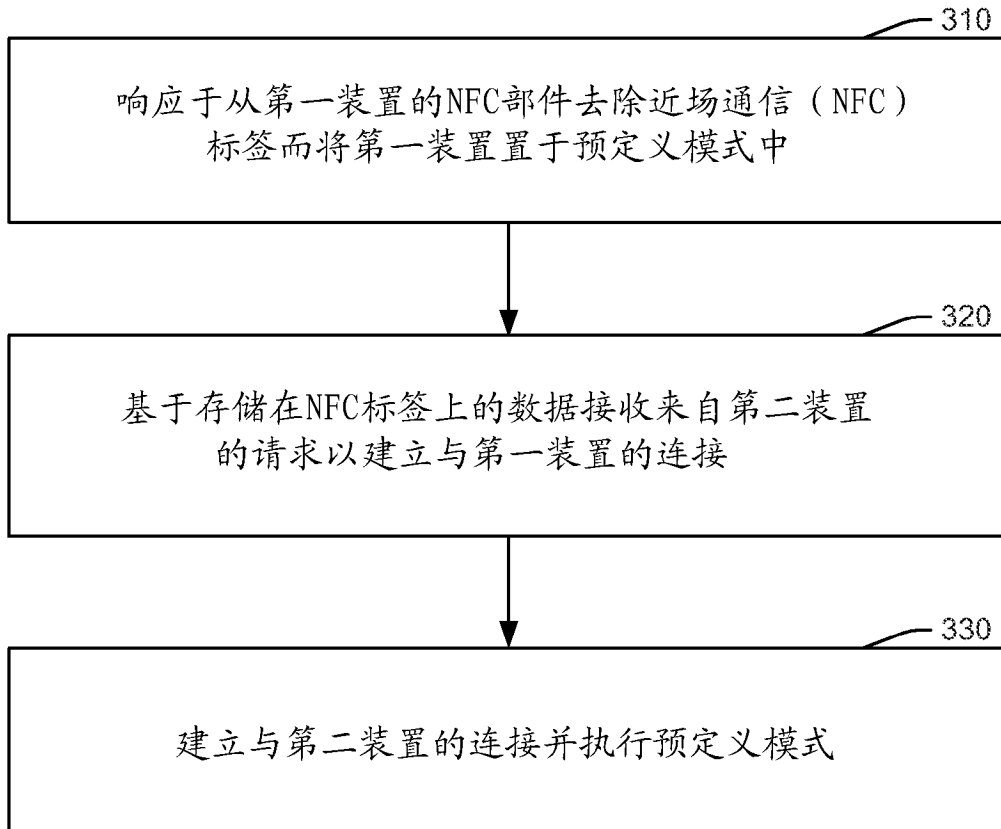 310
响应于从第一装置的NFC部件去除近场通信（NFC）
标签而将第一装置置于预定义模式中
320
基于存储在NFC标签上的数据接收来自第二装置
的请求以建立与第一装置的连接
330
建立与第二装置的连接并执行预定义模式